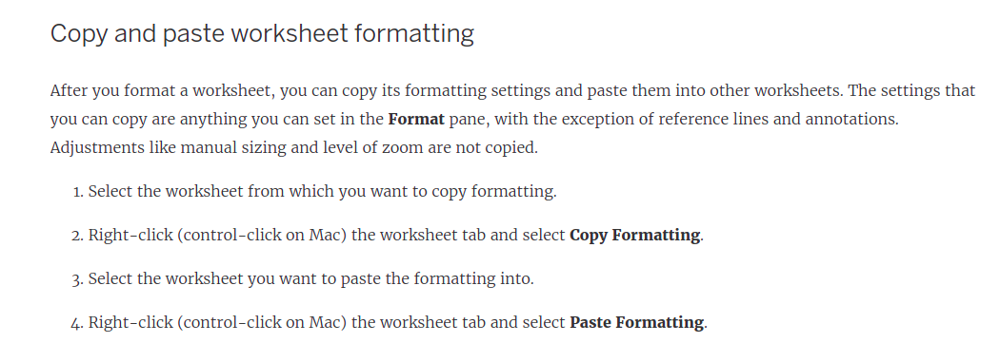 Copy and paste worksheet formatting
After you format a worksheet, you can copy its formatting settings and paste them into other worksheets. The settings that
you can copy are anything you can set in the Format pane, with the exception of reference lines and annotations.
Adjustments like manual sizing and level of zoom are not copied.
1. Select the worksheet from which you want to copy formatting.
2. Right-click (control-click on Mac) the worksheet tab and select Copy Formatting.
3. Select the worksheet you want to paste the formatting into.
4. Right-click (control-click on Mac) the worksheet tab and select Paste Formatting.